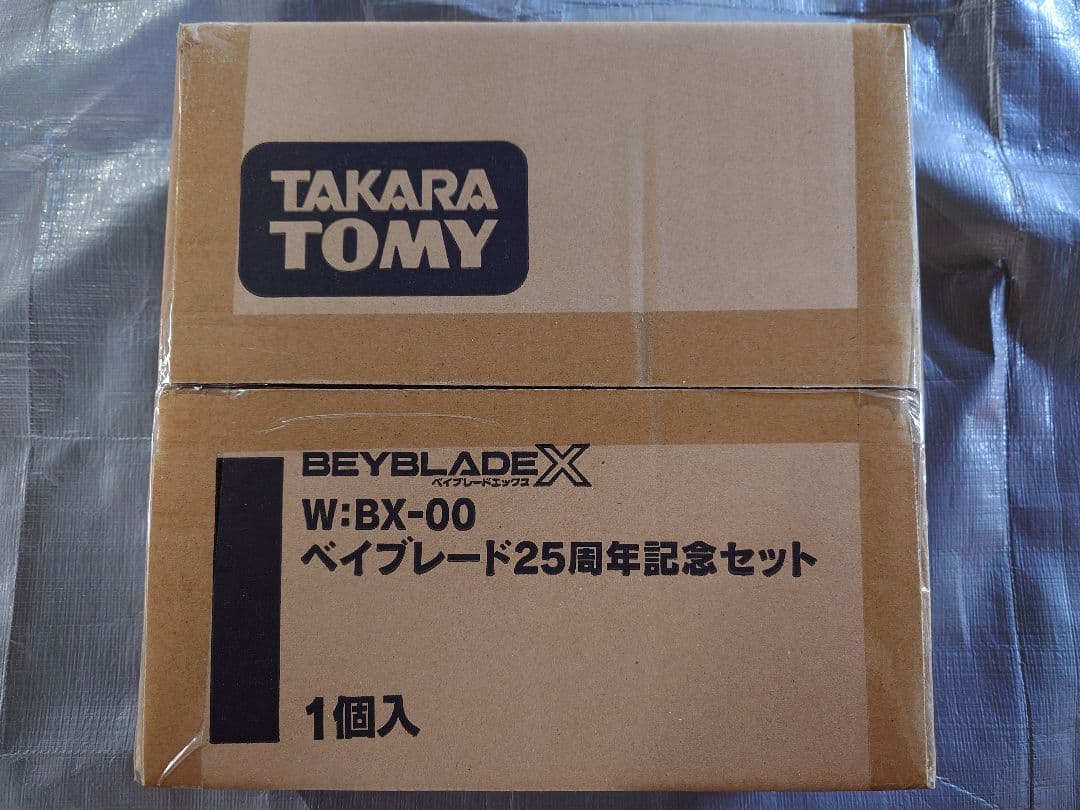 TAKARA
TOMY
BEYBLADE X
ベイブレードエックス
W:BX-00
ベイブレード25周年記念セット
1個入